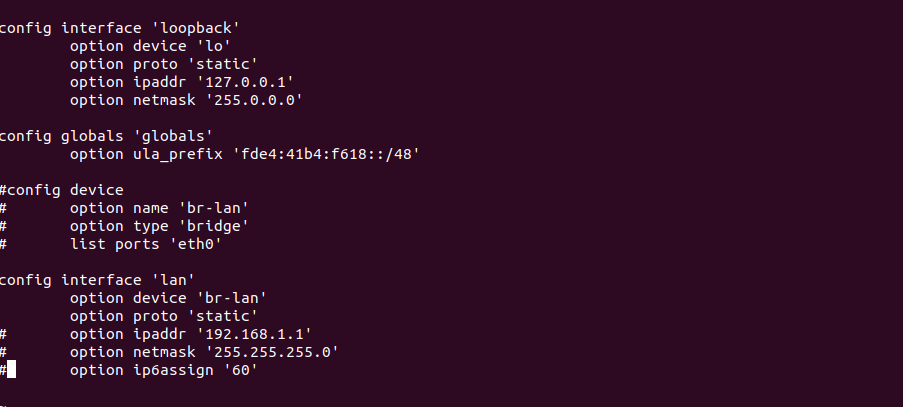 config interface 'loopback'
        option device 'lo'
        option proto 'static'
        option ipaddr '127.0.0.1'
        option netmask '255.0.0.0'

config globals 'globals'
        option ula_prefix 'fde4:41b4:f618::/48'

#config device
#       option name 'br-lan'
#       option type 'bridge'
#       list ports 'eth0'

config interface 'lan'
        option device 'br-lan'
        option proto 'static'
#       option ipaddr '192.168.1.1'
#       option netmask '255.255.255.0'
#       option ip6assign '60'